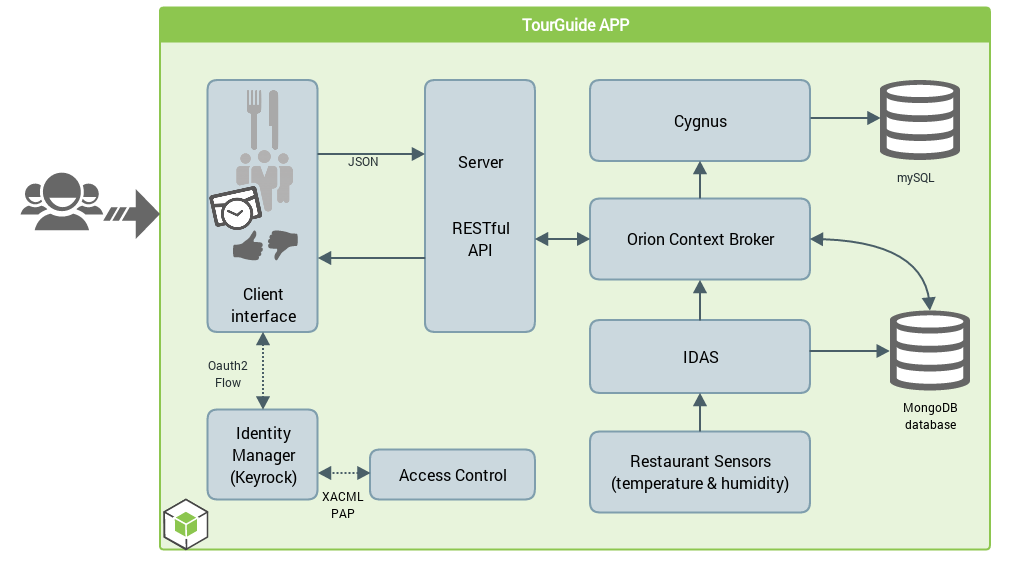 TourGuide APP
JSON
Client
interface
Server
RESTful
API
Cygnus
mySQL
Orion Context Broker
IDAS
MongoDB
database
Restaurant Sensors
(temperature & humidity)
Oauth2
Flow
Identity
Manager
(Keyrock)
XACML
PAP
Access Control